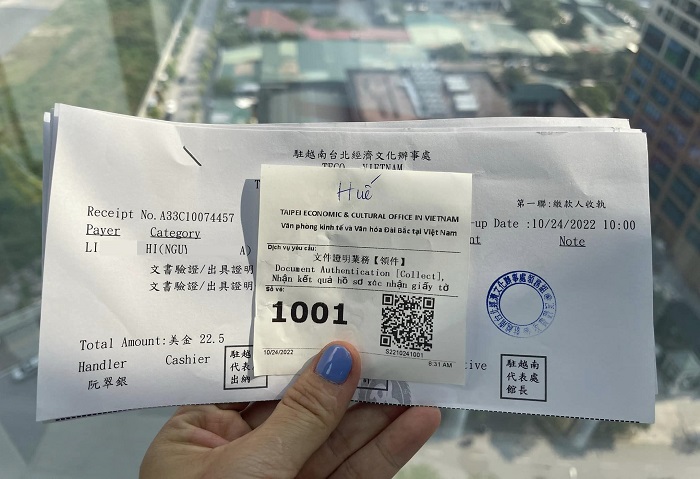 駐越南台北經濟文化辦事處
TECO VIETNAM
第一聯:繳款人收執
Receipt No.A33C10074457
-up Date :10/24/2022 10:00
Payer Category
Note
LI HI(NGUY A)
文書驗證/出具證明
文書驗證/出具證明
Total Amount:美金 22.5
Handler Cashier
阮翠銀
駐越
代表
出納
駐越南
代表處
館長
Huế
TAIPEI ECONOMIC & CULTURAL OFFICE IN VIETNAM
Văn phòng kinh tế và Văn hóa Đài Bắc tại Việt Nam
Dịch vụ yêu cầu:
文件證明業務【領件】
Document Authentication [Collect],
Nhận kết quả hồ sơ xác nhận giấy tờ
Số vé:
1001
10/24/2022
S2210241001
8:31 AM